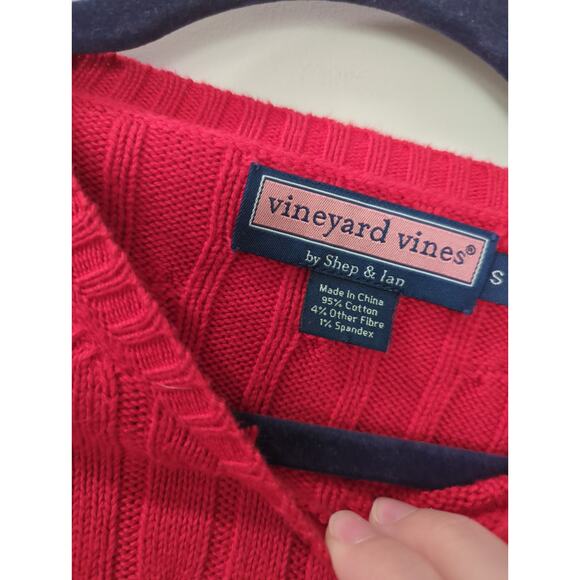 vineyard vines®
by Shep & Ian
S
Made in China
95% Cotton
4% Other Fibre
1% Spandex